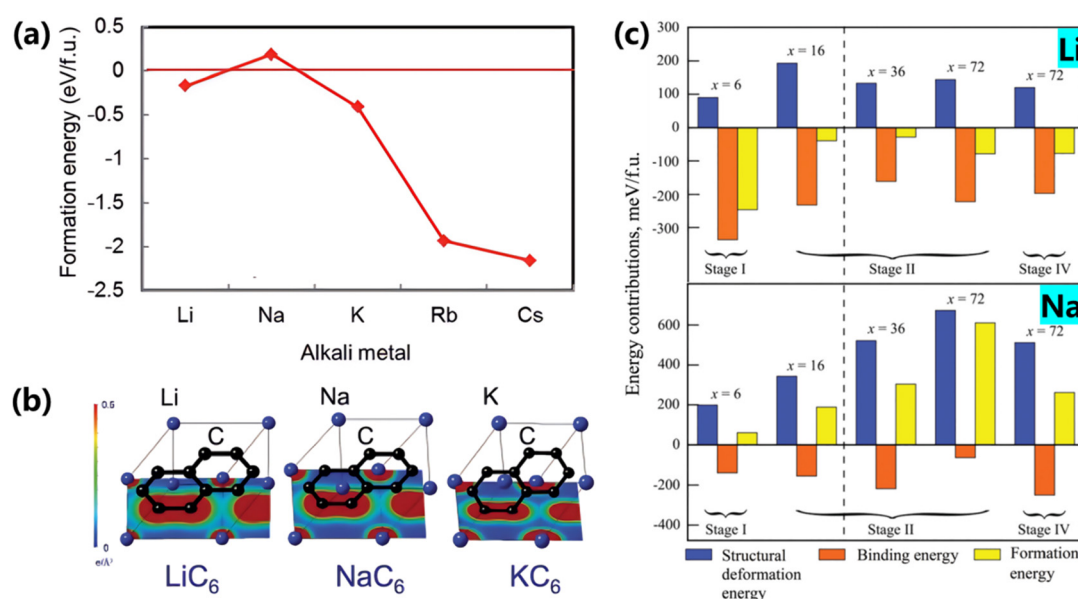 (a)
Formation energy (eV/f.u.)
0.5
0
-0.5
-1
-1.5
-2
-2.5
Li Na K Rb Cs
Alkali metal
(b)
0.5
0
Li Na K
C C C
LiC₆ NaC₆ KC₆
(c)
Energy contributions, meV/f.u.
300
200
100
0
-100
-200
-300
Li
x = 6
x = 16
x = 36
x = 72
x = 72
Stage I Stage II Stage IV
600
400
200
0
-200
-400
Na
x = 6
x = 16
x = 36
x = 72
x = 72
Stage I Stage II Stage IV
Structural deformation energy
Binding energy
Formation energy